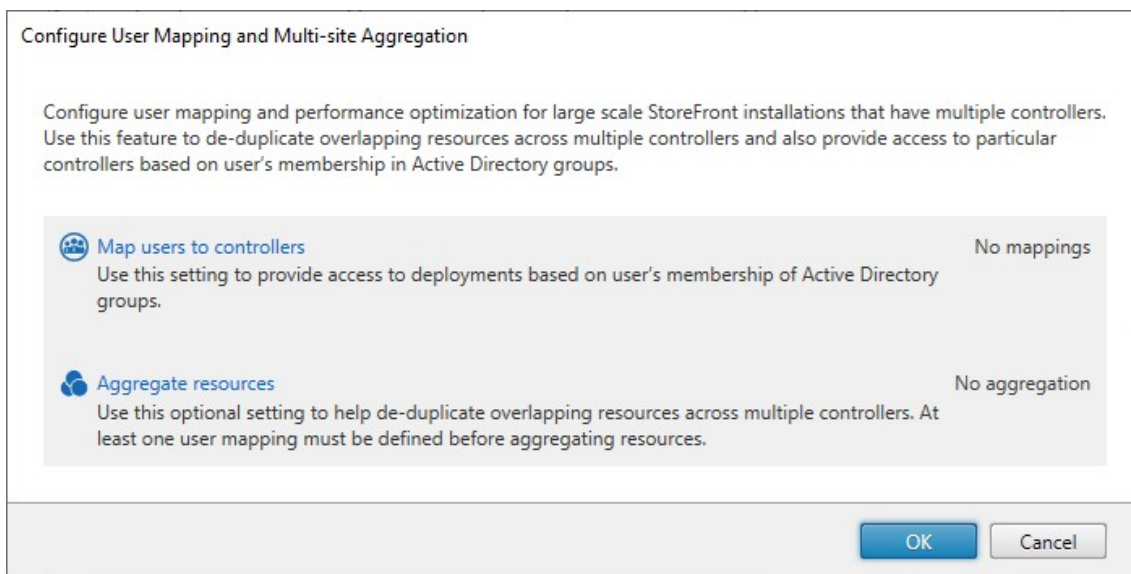 Configure User Mapping and Multi-site Aggregation
Configure user mapping and performance optimization for large scale StoreFront installations that have multiple controllers.
Use this feature to de-duplicate overlapping resources across multiple controllers and also provide access to particular
controllers based on user's membership in Active Directory groups.
Map users to controllers
No mappings
Use this setting to provide access to deployments based on user's membership of Active Directory
groups.
Aggregate resources
No aggregation
Use this optional setting to help de-duplicate overlapping resources across multiple controllers. At
least one user mapping must be defined before aggregating resources.
OK
Cancel